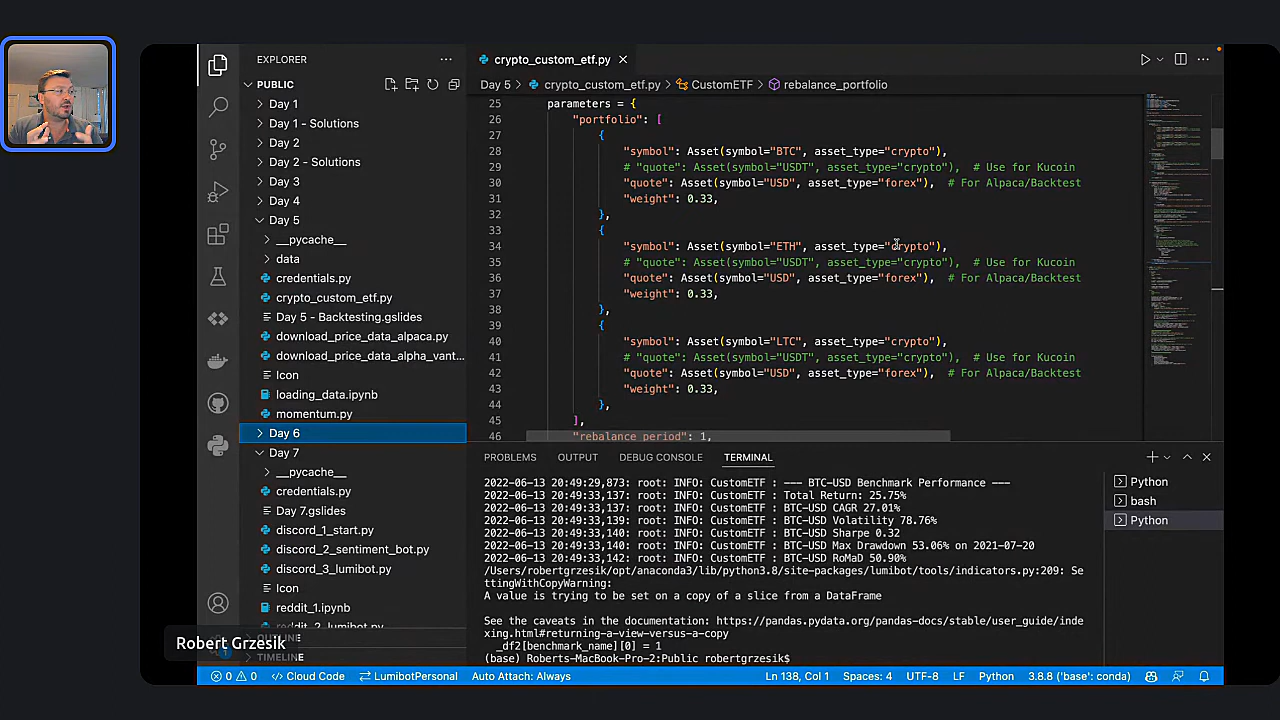 EXPLORER
PUBLIC
Day 1
Day 1 - Solutions
Day 2
Day 2 - Solutions
Day 3
Day 4
Day 5
__pycache__
data
credentials.py
crypto_custom_etf.py
Day 5 - Backtesting.gslides
download_price_data_alpaca.py
download_price_data_alpha_vant...
Icon
loading_data.ipynb
momentum.py
Day 6
Day 7
__pycache__
credentials.py
Day 7.gslides
discord_1_start.py
discord_2_sentiment_bot.py
discord_3_lumibot.py
Icon
reddit_1.ipynb
reddit_2_lumibot.py
OUTLINE
TIMELINE
Robert Grzesik
crypto_custom_etf.py
Day 5 > crypto_custom_etf.py > CustomETF > rebalance_portfolio
25 parameters = {
26 "portfolio": [
27 {
28 "symbol": Asset(symbol="BTC", asset_type="crypto"),
29 # "quote": Asset(symbol="USDT", asset_type="crypto"), # Use for Kucoin
30 "quote": Asset(symbol="USD", asset_type="forex"), # For Alpaca/Backtest
31 "weight": 0.33,
32 },
33 {
34 "symbol": Asset(symbol="ETH", asset_type="crypto"),
35 # "quote": Asset(symbol="USDT", asset_type="crypto"), # Use for Kucoin
36 "quote": Asset(symbol="USD", asset_type="forex"), # For Alpaca/Backtest
37 "weight": 0.33,
38 },
39 {
40 "symbol": Asset(symbol="LTC", asset_type="crypto"),
41 # "quote": Asset(symbol="USDT", asset_type="crypto"), # Use for Kucoin
42 "quote": Asset(symbol="USD", asset_type="forex"), # For Alpaca/Backtest
43 "weight": 0.33,
44 },
45 ],
46 "rebalance_period": 1,
PROBLEMS OUTPUT DEBUG CONSOLE TERMINAL
2022-06-13 20:49:29,873: root: INFO: CustomETF : --- BTC-USD Benchmark Performance ---
2022-06-13 20:49:33,137: root: INFO: CustomETF : Total Return: 25.75%
2022-06-13 20:49:33,137: root: INFO: CustomETF : BTC-USD CAGR 27.01%
2022-06-13 20:49:33,139: root: INFO: CustomETF : BTC-USD Volatility 78.76%
2022-06-13 20:49:33,140: root: INFO: CustomETF : BTC-USD Sharpe 0.32
2022-06-13 20:49:33,140: root: INFO: CustomETF : BTC-USD Max Drawdown 53.06% on 2021-07-20
2022-06-13 20:49:33,142: root: INFO: CustomETF : BTC-USD RoMaD 50.90%
/Users/robertgrzesik/opt/anaconda3/lib/python3.8/site-packages/lumibot/tools/indicators.py:209: Se
ttingWithCopyWarning:
A value is trying to be set on a copy of a slice from a DataFrame
See the caveats in the documentation: https://pandas.pydata.org/pandas-docs/stable/user_guide/inde
xing.html#returning-a-view-versus-a-copy
_df2[benchmark_name][0] = 1
(base) Roberts-MacBook-Pro-2:Public robertgrzesik$
Python
bash
Python
0 0 Cloud Code LumibotPersonal Auto Attach: Always Ln 138, Col 1 Spaces: 4 UTF-8 LF Python 3.8.8 ('base': conda)